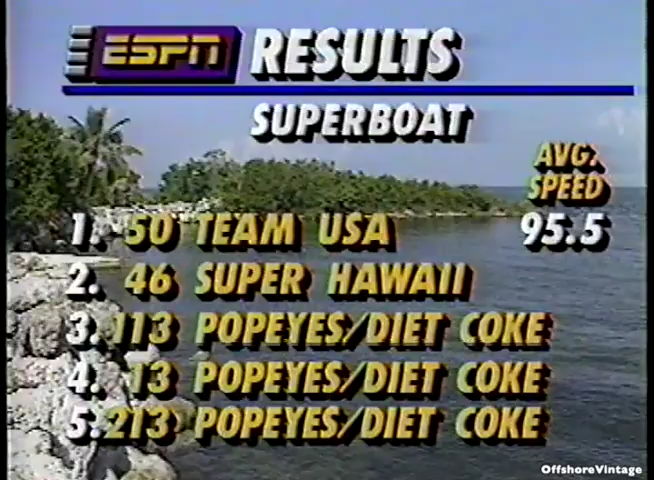 ESPN RESULTS
SUPERBOAT
AVG.
SPEED
1. 50 TEAM USA 95.5
2. 46 SUPER HAWAII
3. 113 POPEYES/DIET COKE
4. 13 POPEYES/DIET COKE
5. 213 POPEYES/DIET COKE
OffshoreVintage